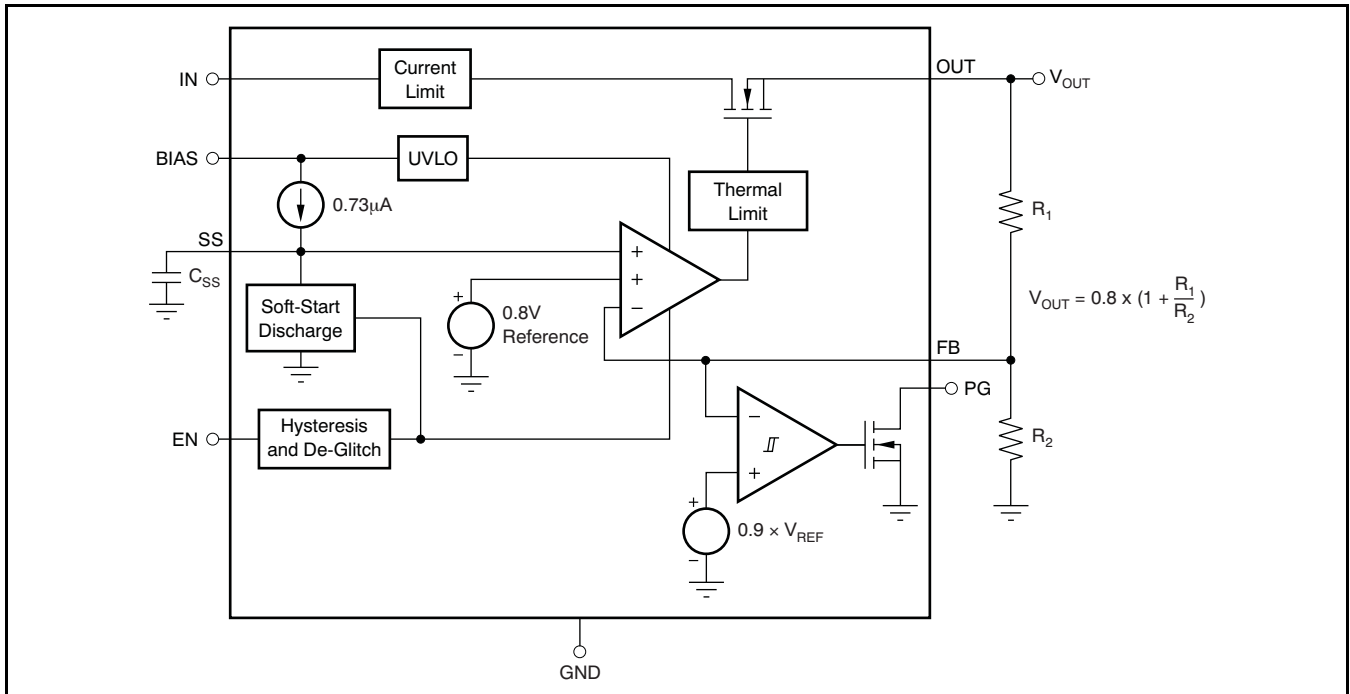 IN
Current
Limit
OUT
V_OUT
BIAS
UVLO
0.73µA
Thermal
Limit
R_1
SS
C_SS
+
+
−
+
−
0.8V
Reference
Soft-Start
Discharge
V_OUT = 0.8 x (1 + R_1/R_2)
FB
PG
EN
Hysteresis
and De-Glitch
−
+
R_2
+
−
0.9 × V_REF
GND